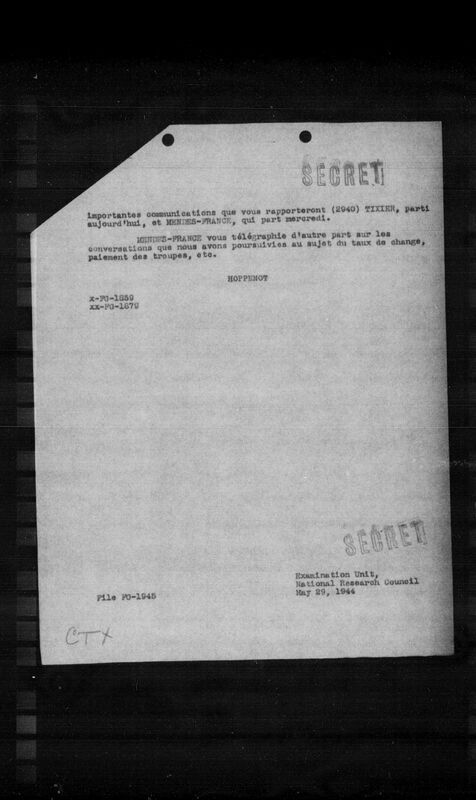 SECRET
importantes communications que vous rapporteront (2940) TIXIER, parti
aujourd'hui, et MENDES-FRANCE, qui part mercredi.
MENDES-FRANCE vous télégraphie d'autre part sur les
conversations que nous avons poursuivies au sujet du taux de change,
paiement des troupes, etc.
HOPPENOT
x-FG-1859
xx-FG-1879
SECRET
Examination Unit,
National Research Council
May 29, 1944
File FG-1945
CTX